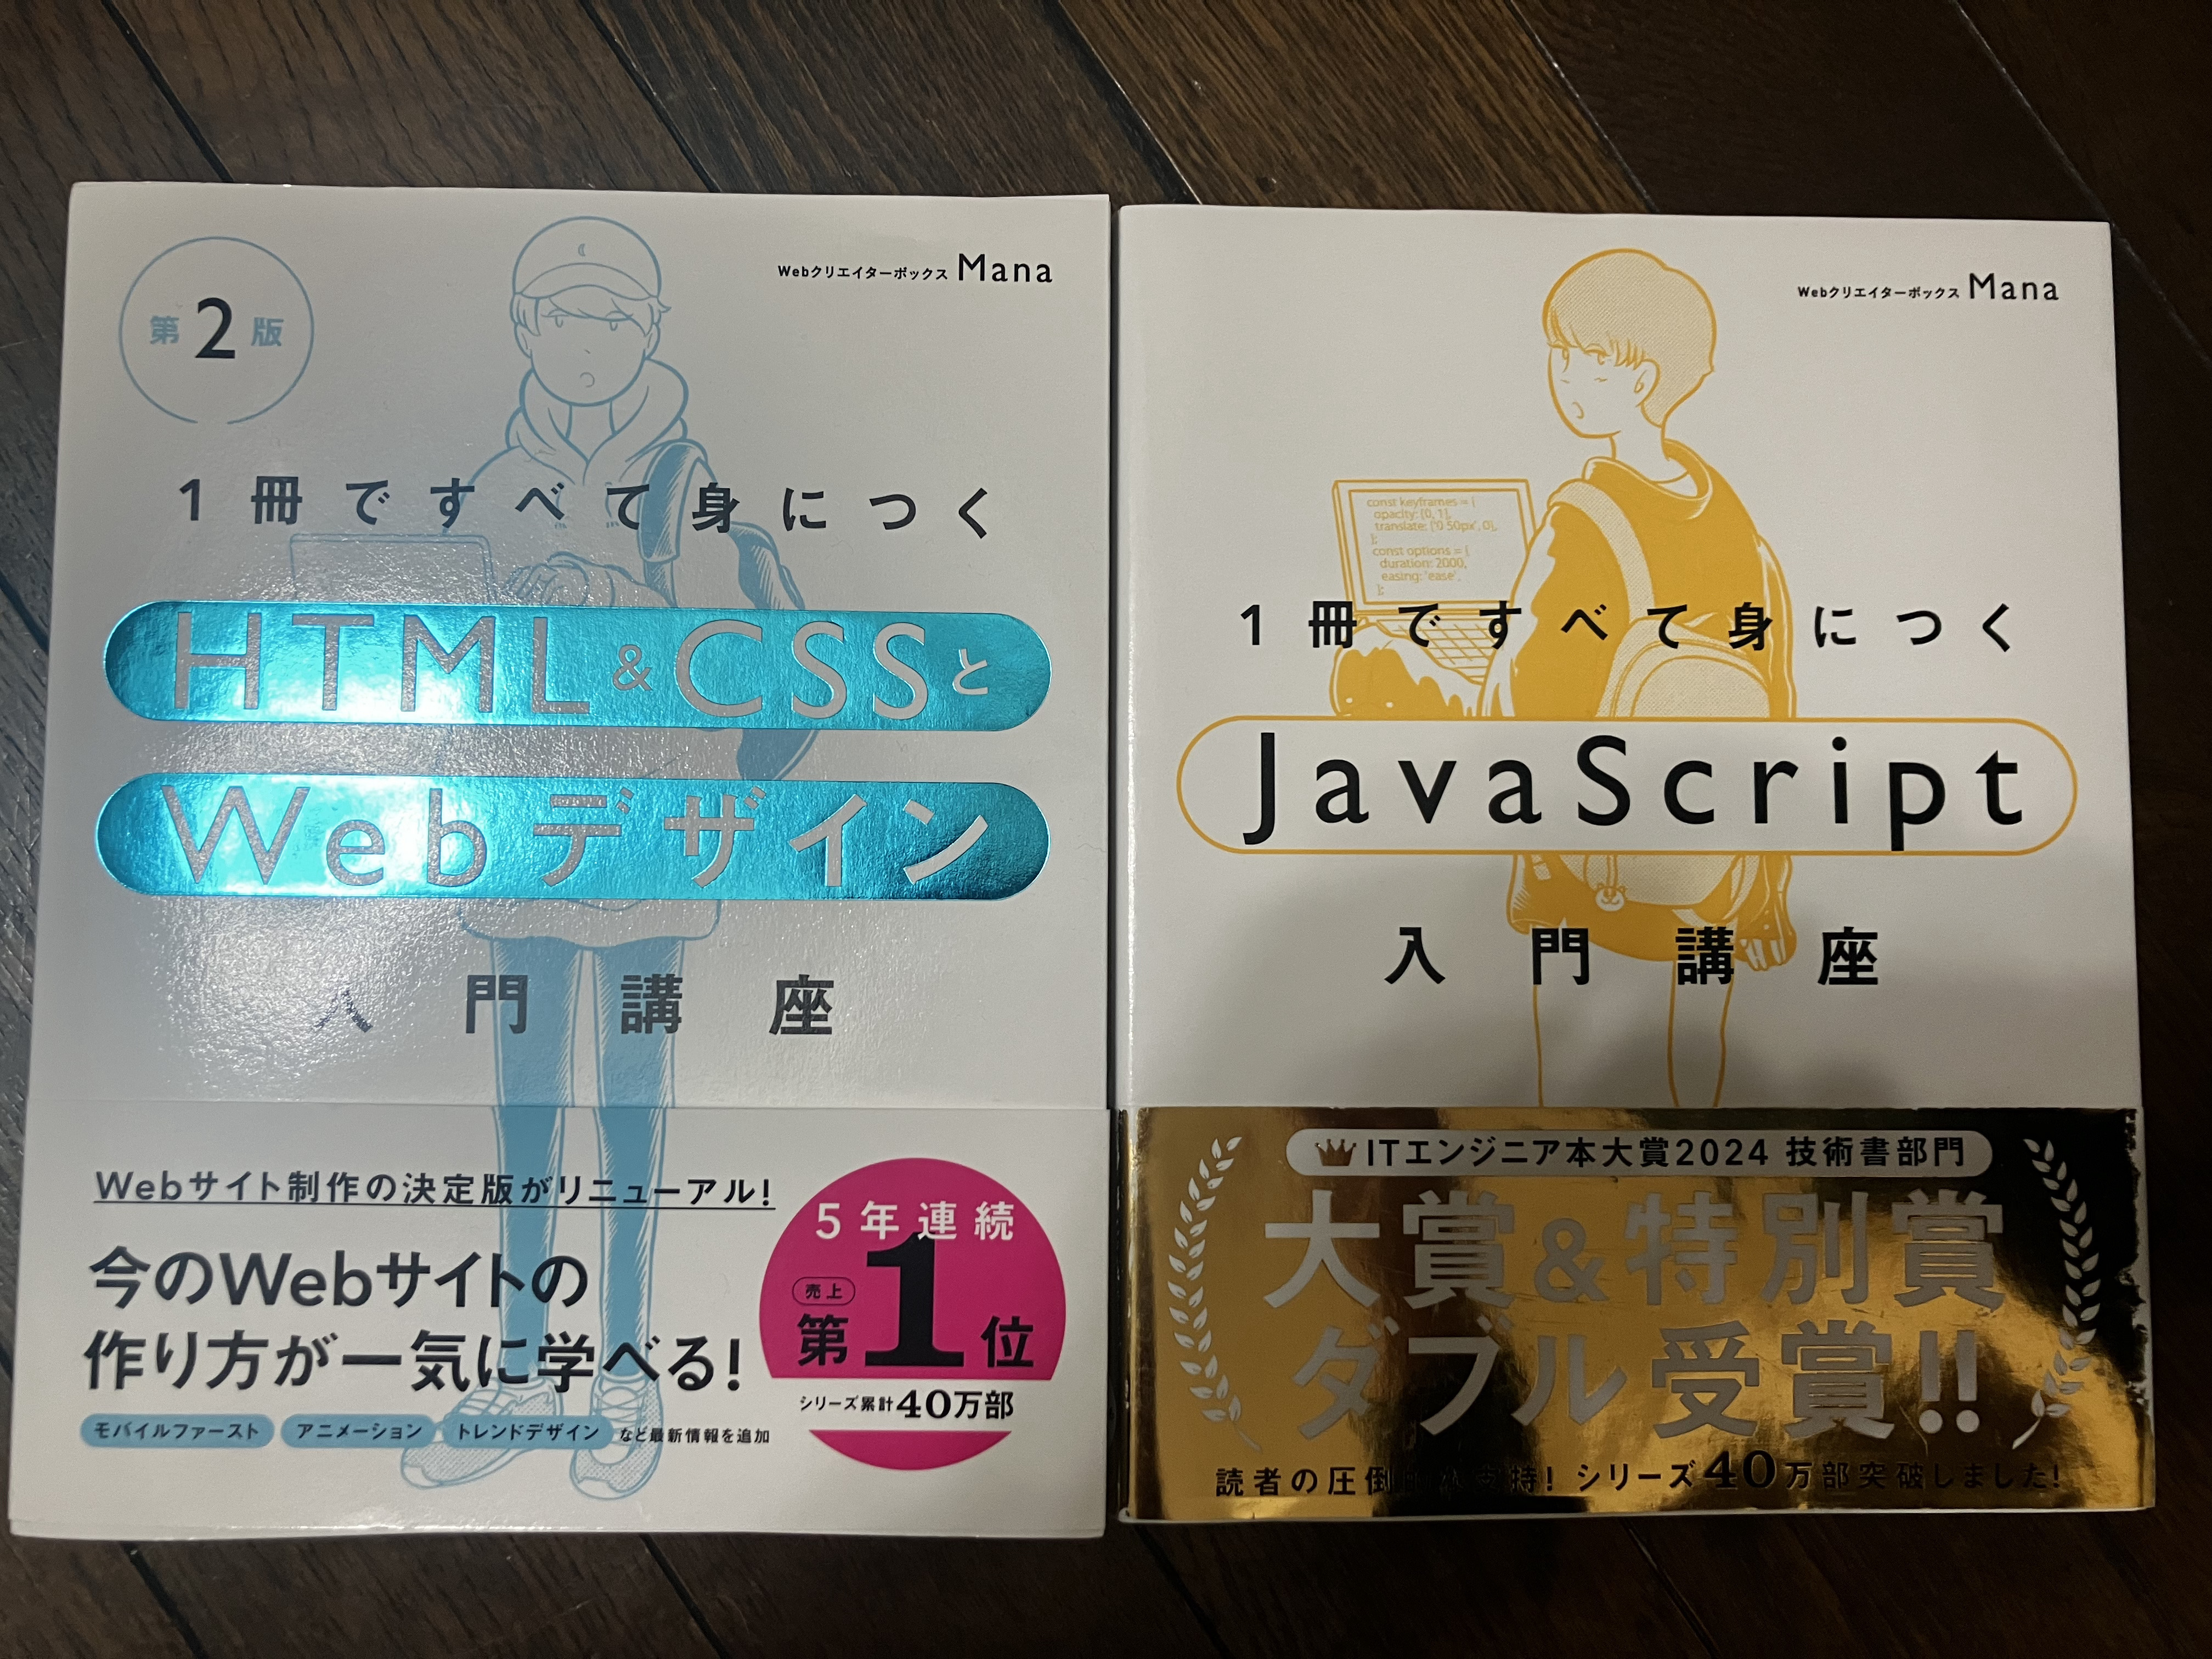 第2版
Webクリエイターボックス Mana
1冊ですべて身につく
HTML&CSSと
Webデザイン
入門講座
Webサイト制作の決定版がリニューアル!
今のWebサイトの
作り方が一気に学べる!
モバイルファースト アニメーション トレンドデザイン など最新情報を追加
5年連続
売上
第1位
シリーズ累計40万部
Webクリエイターボックス Mana
const keyframes = {
opacity: [0, 1],
translate: ['0 50px', 0],
};
const options = {
duration: 2000,
easing: 'ease',
};
1冊ですべて身につく
JavaScript
入門講座
ITエンジニア本大賞2024 技術書部門
大賞&特別賞
ダブル受賞!!
読者の圧倒的な支持! シリーズ40万部突破しました!